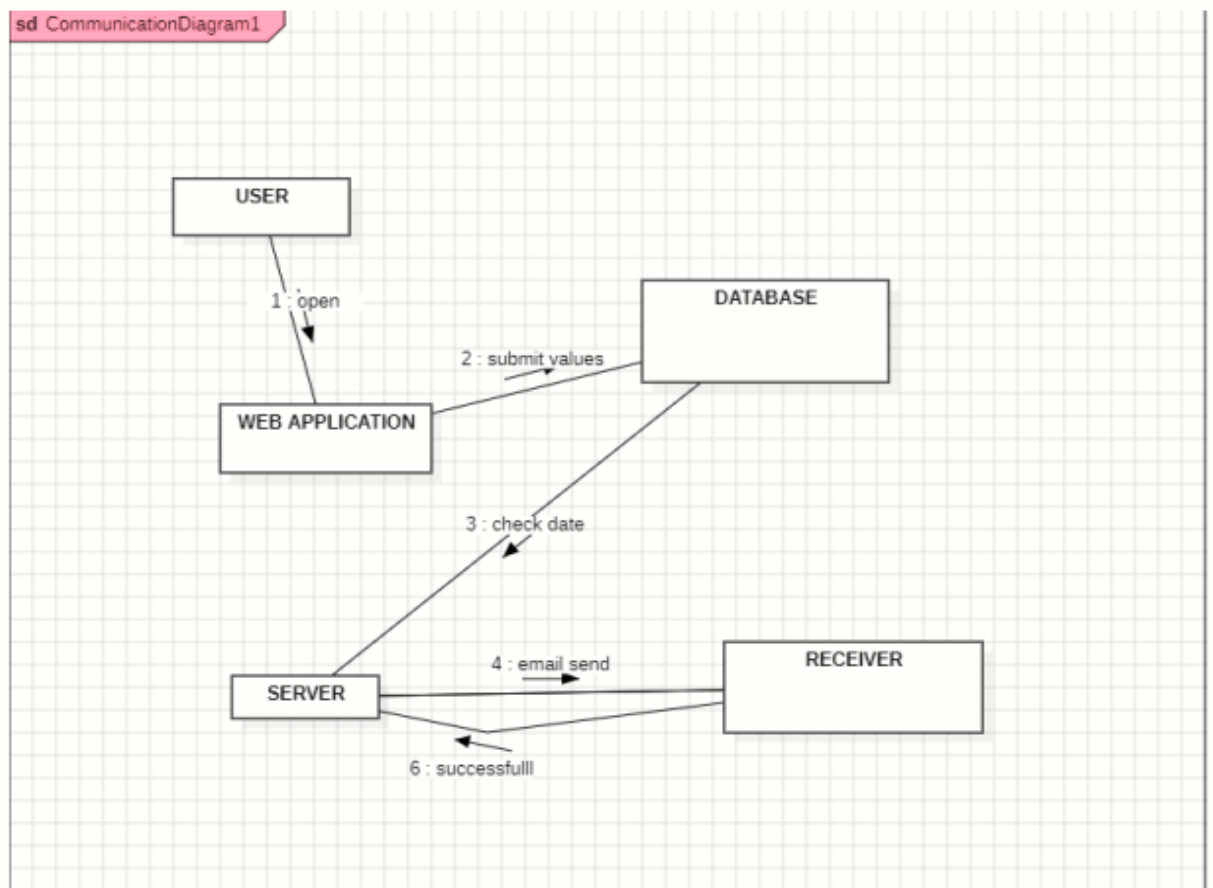 sd CommunicationDiagram1
USER
1 : open
DATABASE
2 : submit values
WEB APPLICATION
3 : check date
4 : email send
RECEIVER
SERVER
6 : successfulll